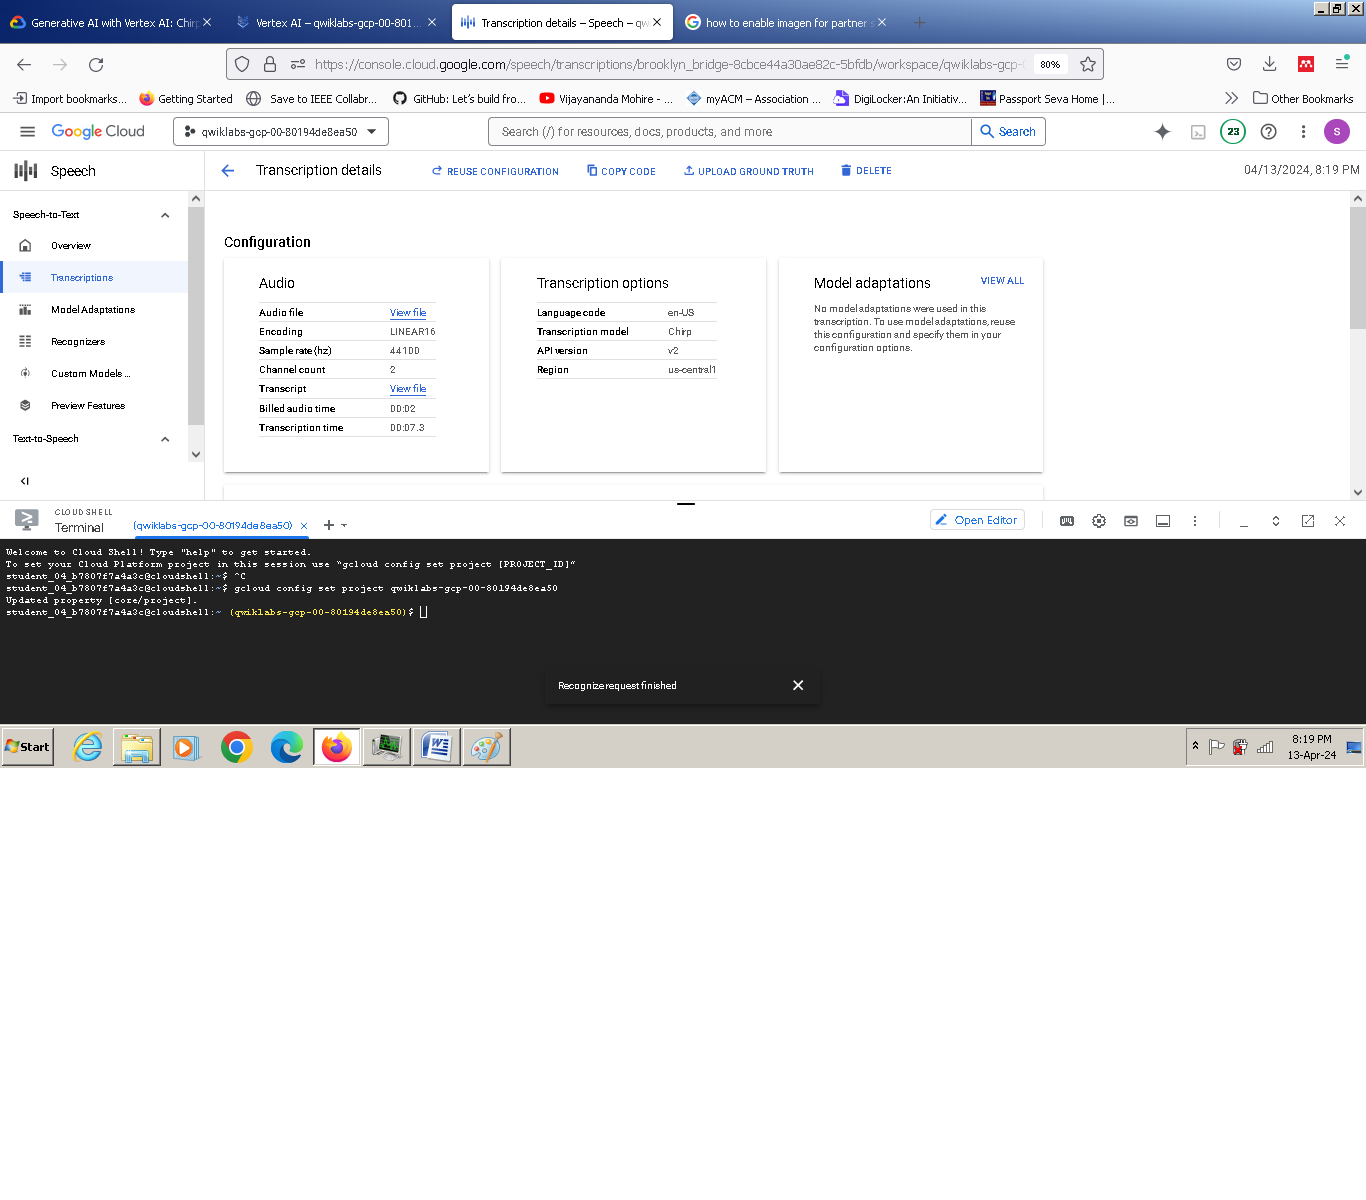 Generative AI with Vertex AI: Chir
Vertex AI – qwiklabs-gcp-00-801...
Transcription details – Speech – qw
how to enable imagen for partner s
https://console.cloud.google.com/speech/transcriptions/brooklyn_bridge-8cbce44a30ae82c-5bfdb/workspace/qwiklabs-gcp-
80%
Import bookmarks...
Getting Started
Save to IEEE Collabr...
GitHub: Let's build fro...
Vijayananda Mohire - ...
myACM – Association ...
DigiLocker:An Initiativ...
Passport Seva Home |...
Other Bookmarks
Google Cloud
qwiklabs-gcp-00-80194de8ea50
Search (/) for resources, docs, products, and more
Search
23
S
Speech
Transcription details
REUSE CONFIGURATION
COPY CODE
UPLOAD GROUND TRUTH
DELETE
04/13/2024, 8:19 PM
Speech-to-Text
Overview
Transcriptions
Model Adaptations
Recognizers
Custom Models ...
Preview Features
Text-to-Speech
Configuration
Audio
Audio file View file
Encoding LINEAR16
Sample rate (hz) 44100
Channel count 2
Transcript View file
Billed audio time 00:02
Transcription time 00:07.3
Transcription options
Language code en-US
Transcription model Chirp
API version v2
Region us-central1
Model adaptations
VIEW ALL
No model adaptations were used in this
transcription. To use model adaptations, reuse
this configuration and specify them in your
configuration options.
CLOUD SHELL
Terminal
(qwiklabs-gcp-00-80194de8ea50)
Open Editor
Welcome to Cloud Shell! Type "help" to get started.
To set your Cloud Platform project in this session use "gcloud config set project [PROJECT_ID]"
student_04_b7807f7a4a3c@cloudshell:~$ ^C
student_04_b7807f7a4a3c@cloudshell:~$ gcloud config set project qwiklabs-gcp-00-80194de8ea50
Updated property [core/project].
student_04_b7807f7a4a3c@cloudshell:~ (qwiklabs-gcp-00-80194de8ea50)$
Recognize request finished
Start
8:19 PM
13-Apr-24